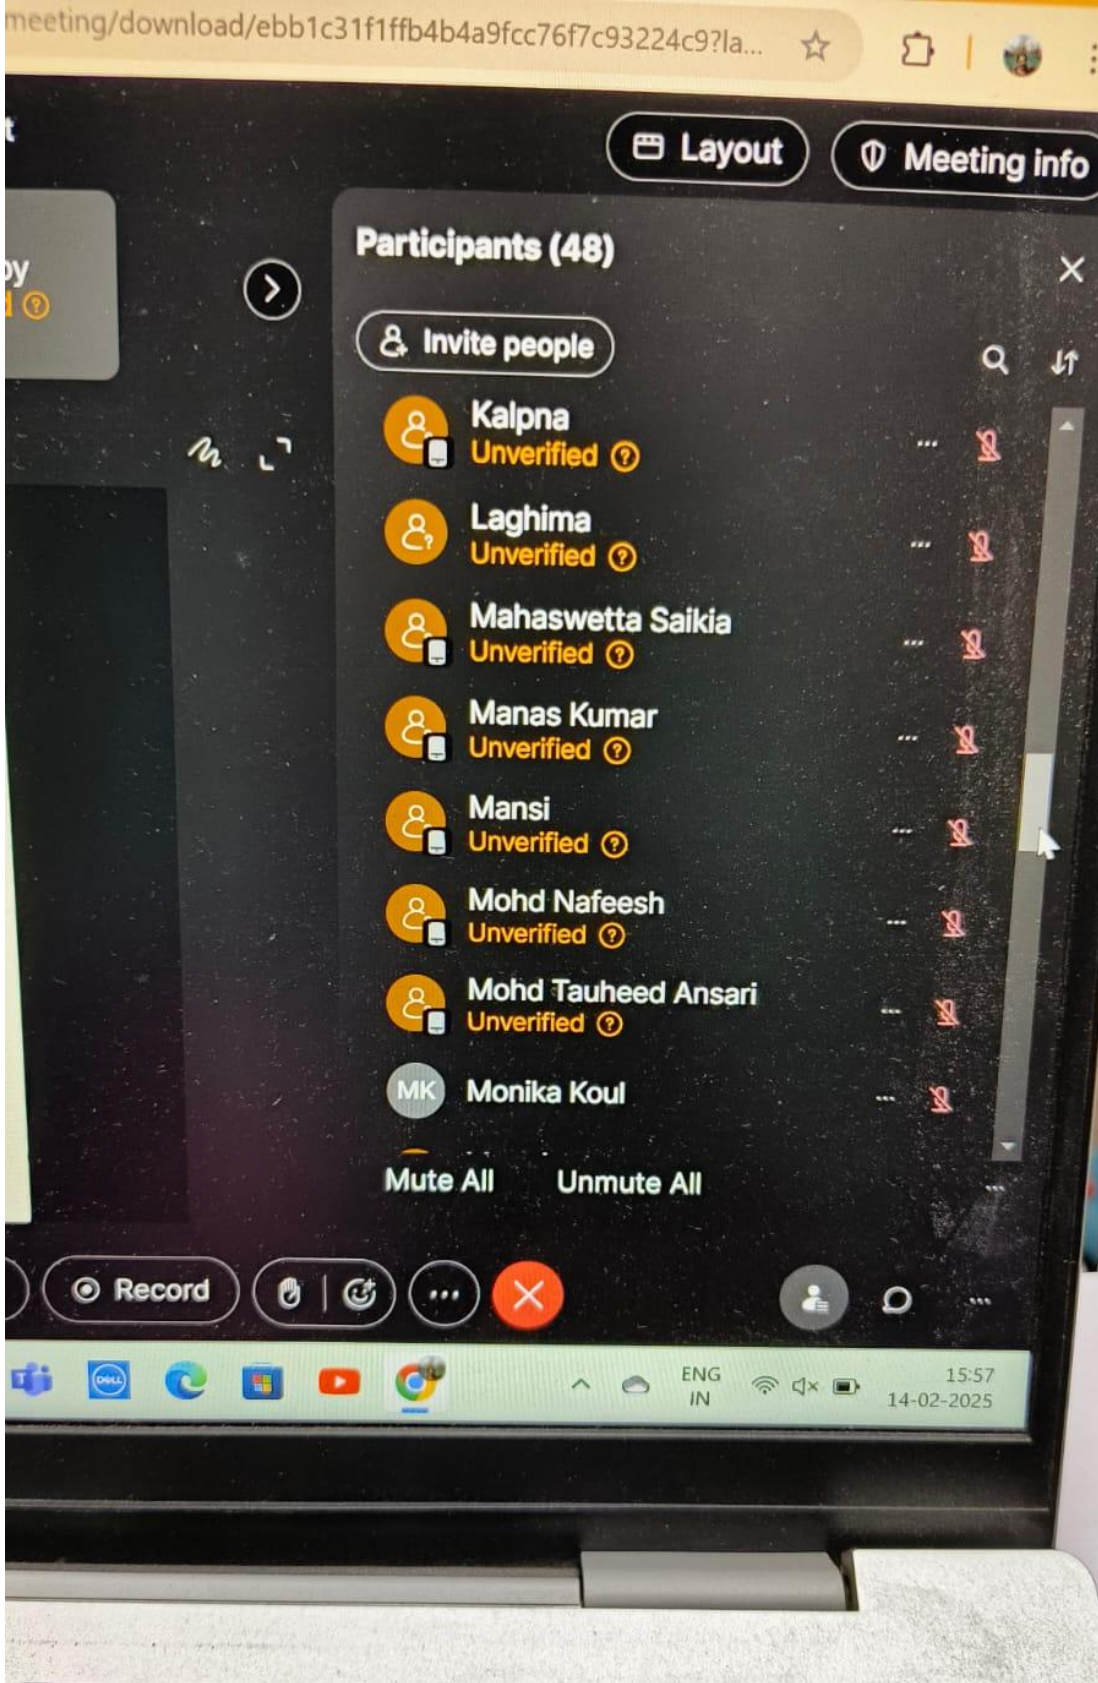 meeting/download/ebb1c31f1ffb4b4a9fcc76f7c93224c9?la...
Layout
Meeting info
Participants (48)
Invite people
Kalpna
Unverified
Laghima
Unverified
Mahaswetta Saikia
Unverified
Manas Kumar
Unverified
Mansi
Unverified
Mohd Nafeesh
Unverified
Mohd Tauheed Ansari
Unverified
MK Monika Koul
Mute All Unmute All
Record
DELL
ENG
IN
15:57
14-02-2025